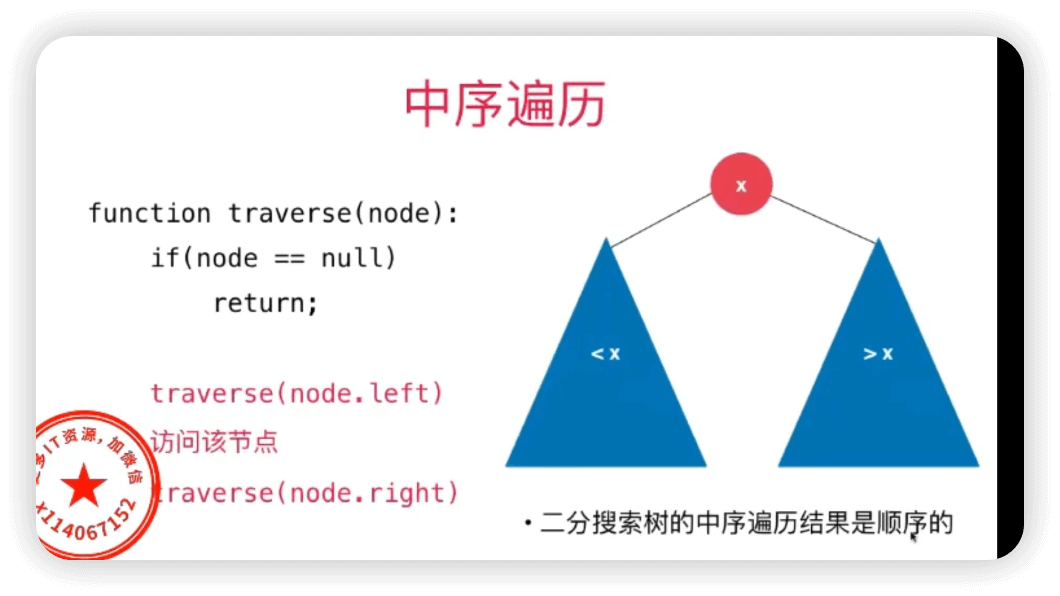 中序遍历
function traverse(node):
if(node == null)
return;
traverse(node.left)
访问该节点
traverse(node.right)
x
< x
> x
• 二分搜索树的中序遍历结果是顺序的
多IT资源，加微信
x114067152